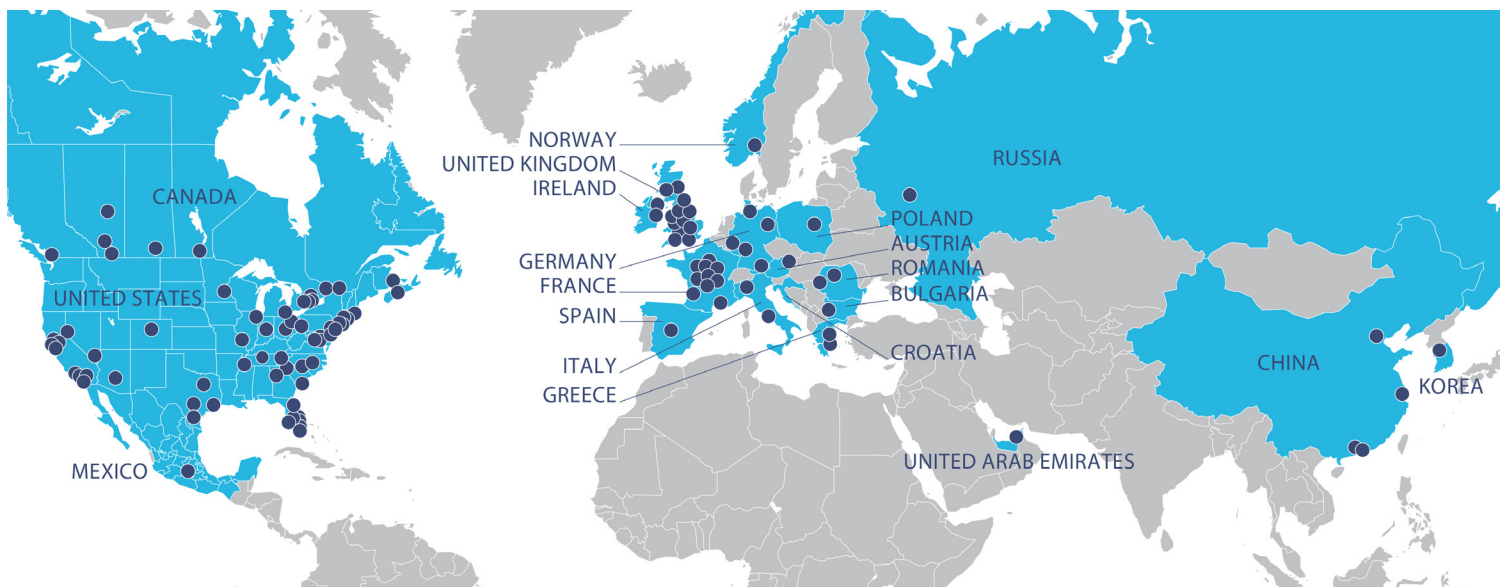 CANADA
UNITED STATES
MEXICO
NORWAY
UNITED KINGDOM
IRELAND
GERMANY
FRANCE
SPAIN
ITALY
GREECE
RUSSIA
POLAND
AUSTRIA
ROMANIA
BULGARIA
CROATIA
UNITED ARAB EMIRATES
CHINA
KOREA